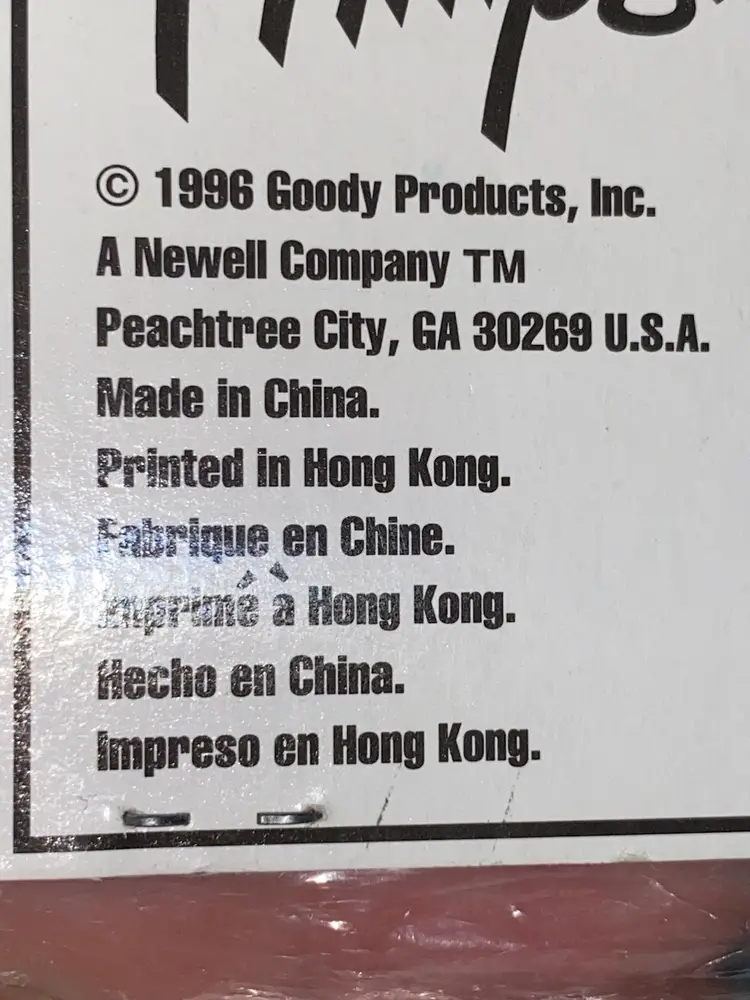 © 1996 Goody Products, Inc.
A Newell Company TM
Peachtree City, GA 30269 U.S.A.
Made in China.
Printed in Hong Kong.
Fabrique en Chine.
Imprimé à Hong Kong.
Hecho en China.
Impreso en Hong Kong.